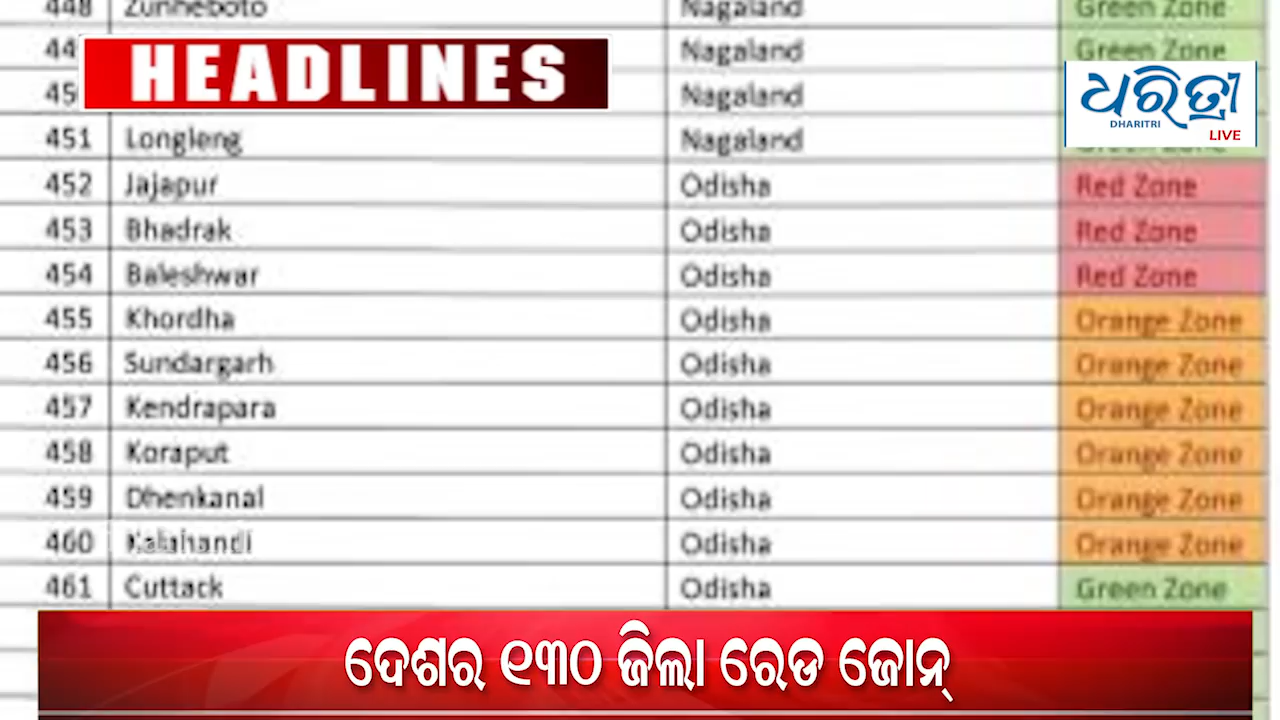 448 Zunheboto Nagaland Green Zone
HEADLINES
Nagaland Green Zone
Nagaland
ଧରିତ୍ରୀ
DHARITRI
LIVE
451 Longleng Nagaland Green Zone
452 Jajapur Odisha Red Zone
453 Bhadrak Odisha Red Zone
454 Baleshwar Odisha Red Zone
455 Khordha Odisha Orange Zone
456 Sundargarh Odisha Orange Zone
457 Kendrapara Odisha Orange Zone
458 Koraput Odisha Orange Zone
459 Dhenkanal Odisha Orange Zone
460 Kalahandi Odisha Orange Zone
461 Cuttack Odisha Green Zone
ଦେଶର ୧୩୦ ଜିଲା ରେଡ ଜୋନ୍